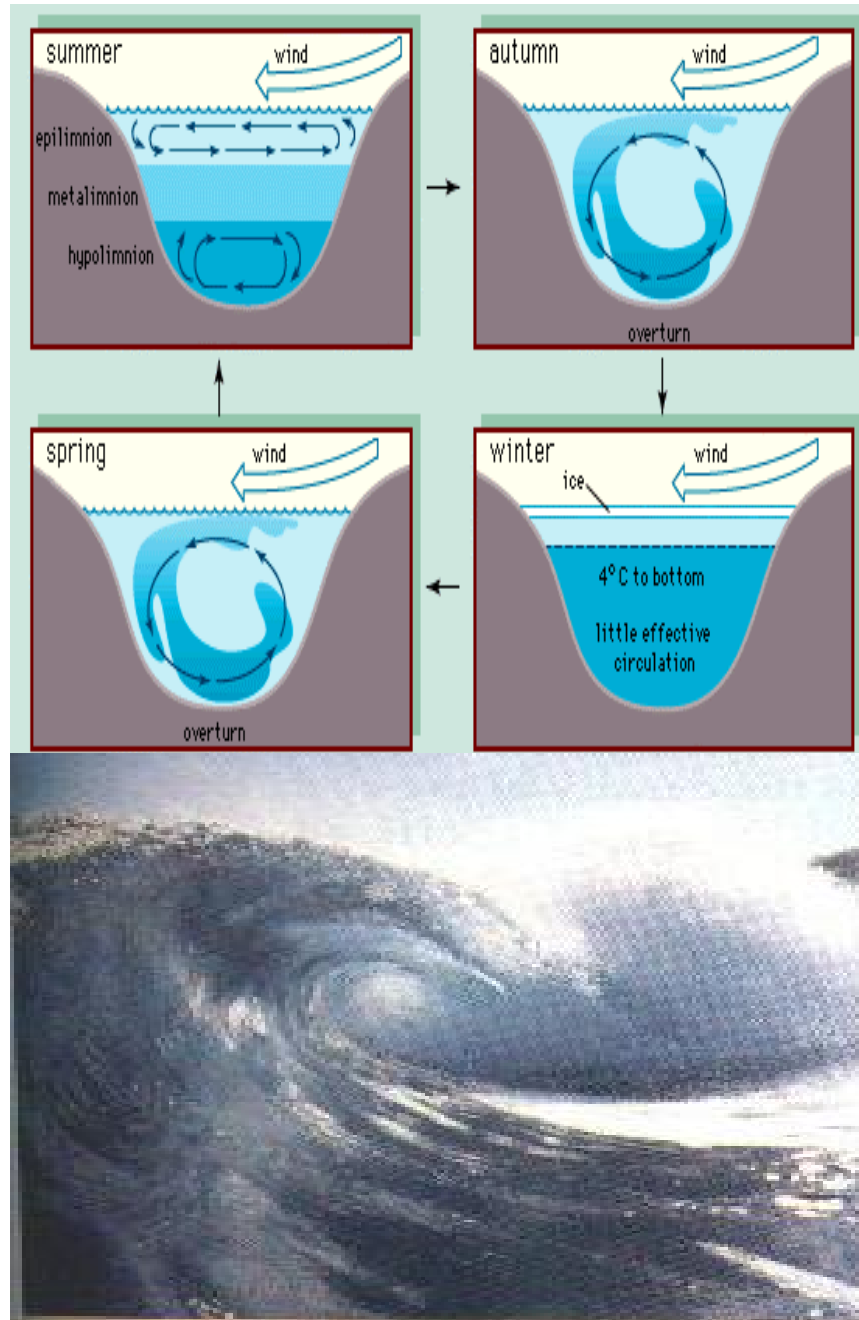 summer
wind
epilimnion
metalimnion
hypolimnion
autumn
wind
overturn
spring
wind
overturn
winter
wind
ice
4°C to bottom
little effective
circulation